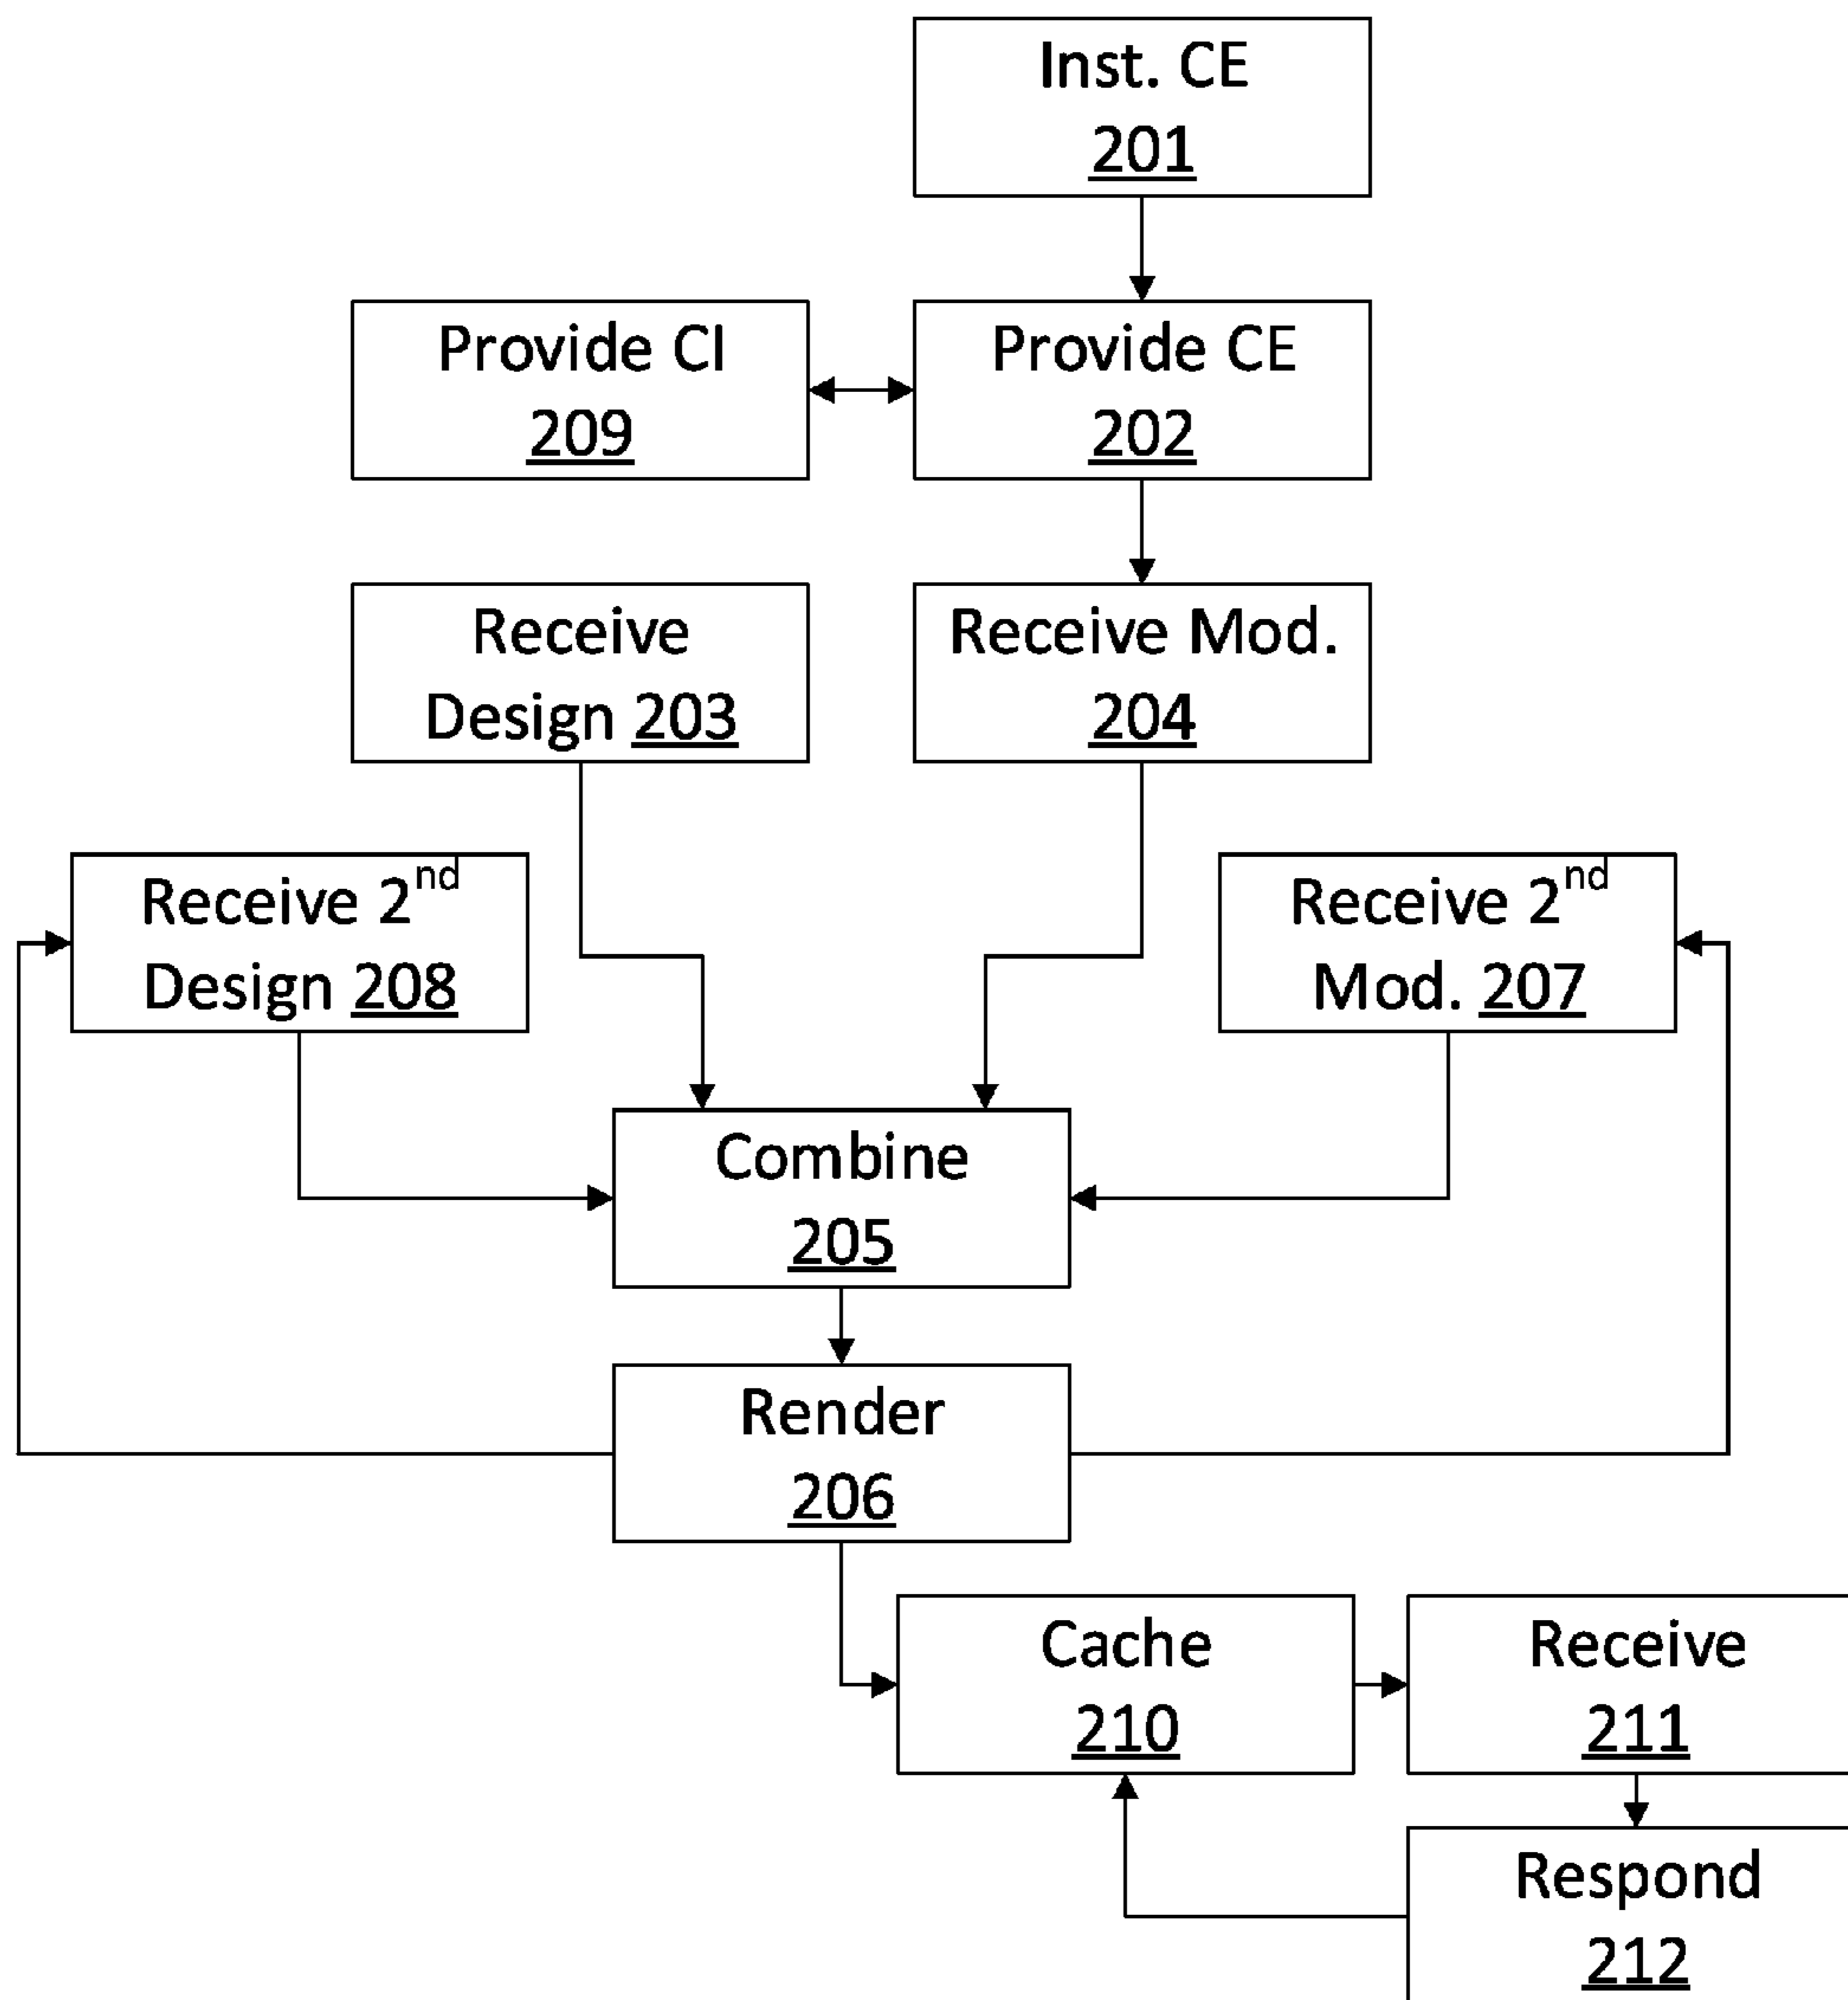 Inst. CE
201
Provide CI
209
Provide CE
202
Receive
Design 203
Receive Mod.
204
Receive 2nd
Design 208
Receive 2nd
Mod. 207
Combine
205
Render
206
Cache
210
Receive
211
Respond
212